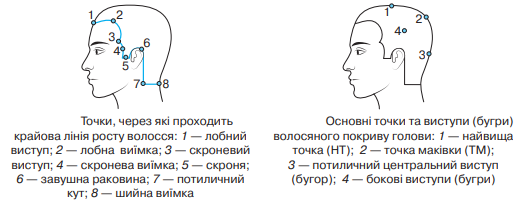 1
2
3
4
5
6
7
8
Точки, через які проходить
крайова лінія росту волосся: 1 — лобний
виступ; 2 — лобна виїмка; 3 — скроневий
виступ; 4 — скронева виїмка; 5 — скроня;
6 — завушна раковина; 7 — потиличний
кут; 8 — шийна виїмка
1
2
4
3
Основні точки та виступи (бугри)
волосяного покриву голови: 1 — найвища
точка (НТ); 2 — точка маківки (ТМ);
3 — потиличний центральний виступ
(бугор); 4 — бокові виступи (бугри)